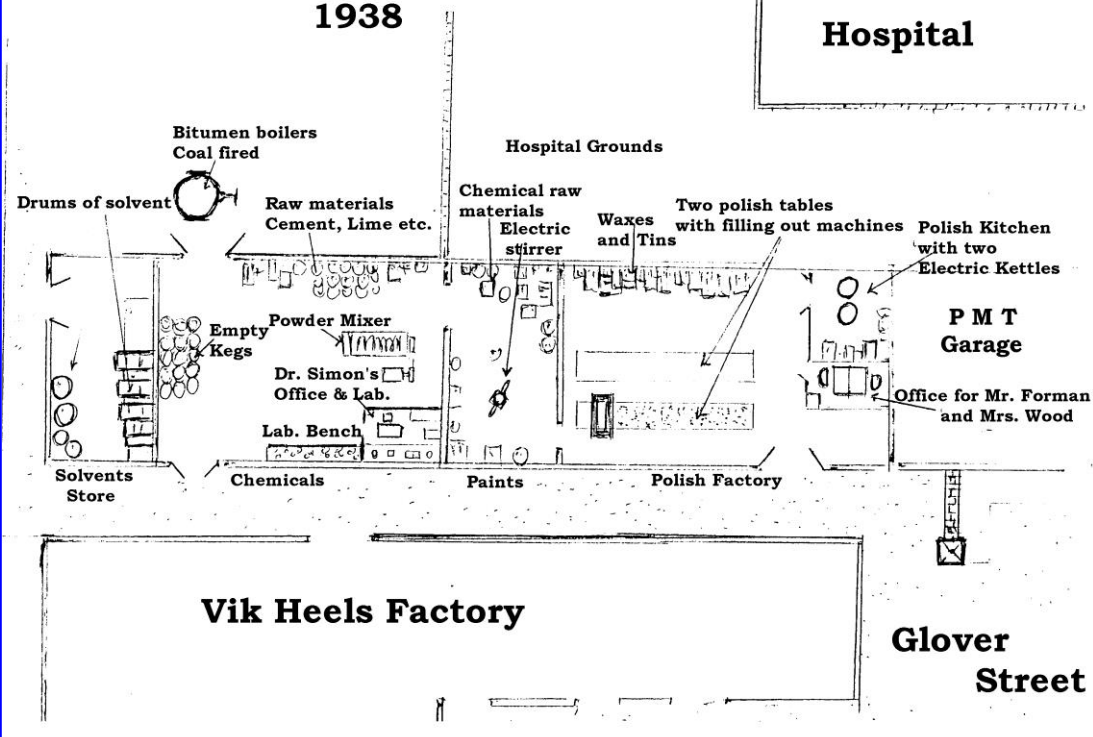 1938
Hospital
Bitumen boilers
Coal fired
Hospital Grounds
Drums of solvent
Raw materials
Cement, Lime etc.
Chemical raw
materials
Electric
stirrer
Waxes
and Tins
Two polish tables
with filling out machines
Polish Kitchen
with two
Electric Kettles
Empty
Kegs
Powder Mixer
P M T
Garage
Dr. Simon's
Office & Lab.
Office for Mr. Forman
and Mrs. Wood
Lab. Bench
Solvents
Store
Chemicals
Paints
Polish Factory
Vik Heels Factory
Glover
Street